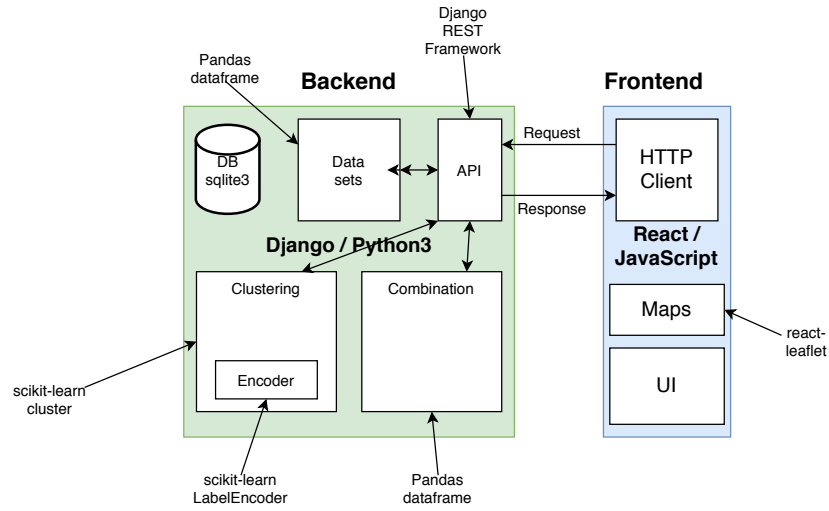 Django
REST
Framework
Pandas
dataframe
Backend
Frontend
DB
sqlite3
Data
sets
API
Request
Response
HTTP
Client
Django / Python3
React /
JavaScript
Clustering
Combination
Maps
react-
leaflet
Encoder
UI
scikit-learn
cluster
scikit-learn
LabelEncoder
Pandas
dataframe